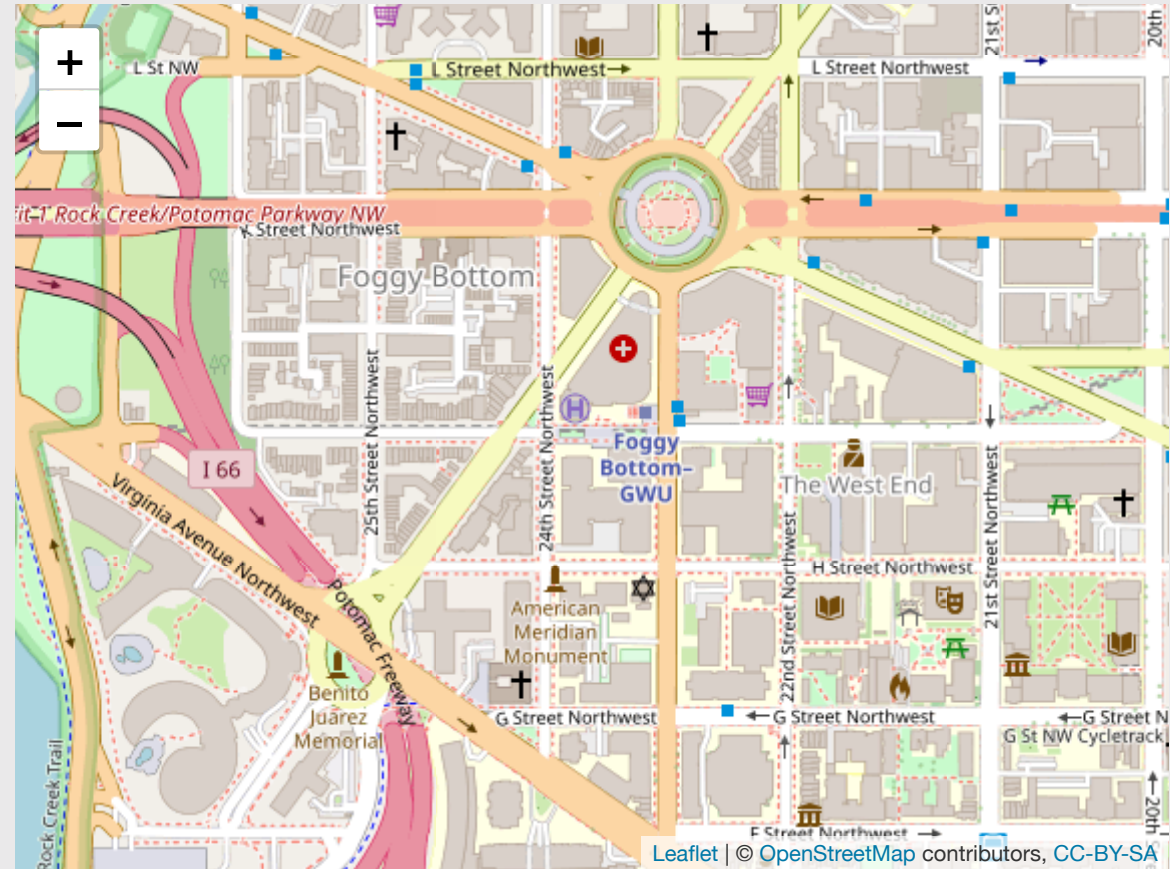 +
−
L St NW
L Street Northwest
L Street Northwest
21st S
20th
it 1 Rock Creek/Potomac Parkway NW
K Street Northwest
Foggy Bottom
25th Street Northwest
24th Street Northwest
H
Foggy
Bottom–
GWU
The West End
I 66
Virginia Avenue Northwest
Potomac Freeway
21st Street Northwest
22nd Street Northwest
H Street Northwest
American
Meridian
Monument
Benito
Juárez
Memorial
G Street Northwest
G Street Northwest
G Street N
G St NW Cycletrack
Rock Creek Trail
20th
F Street Northwest
Leaflet | © OpenStreetMap contributors, CC-BY-SA